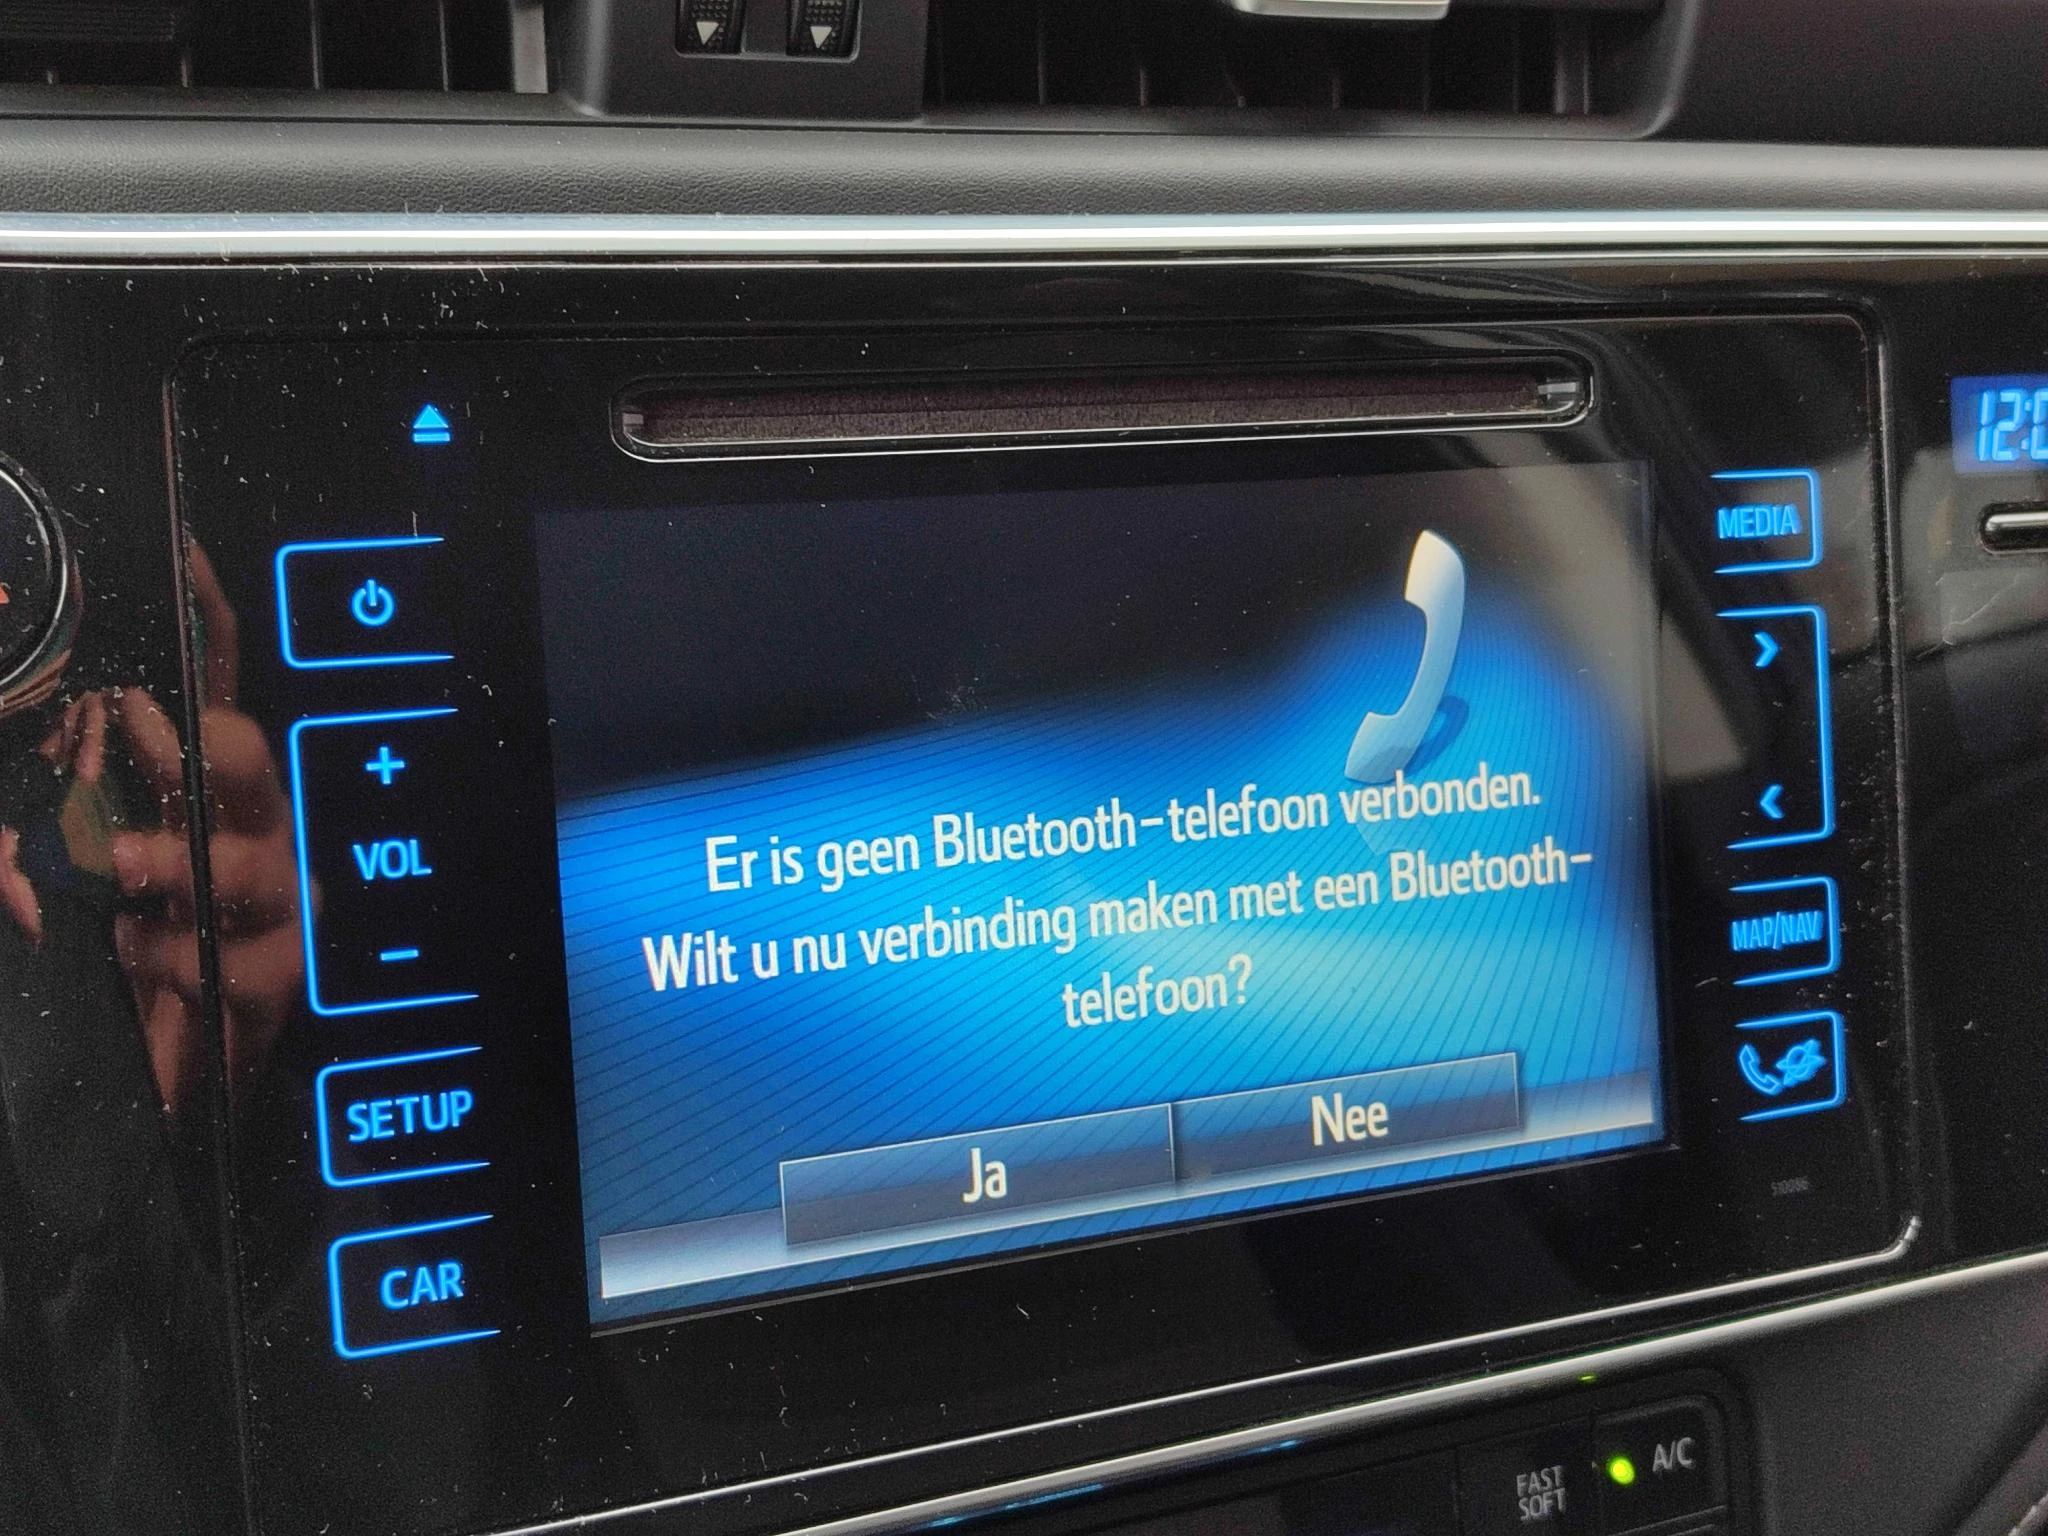 MEDIA
VOL
Er is geen Bluetooth-telefoon verbonden.
Wilt u nu verbinding maken met een Bluetooth-
telefoon?
MAP/NAV
SETUP
Ja
Nee
510086
CAR
FAST
SOFT
A/C